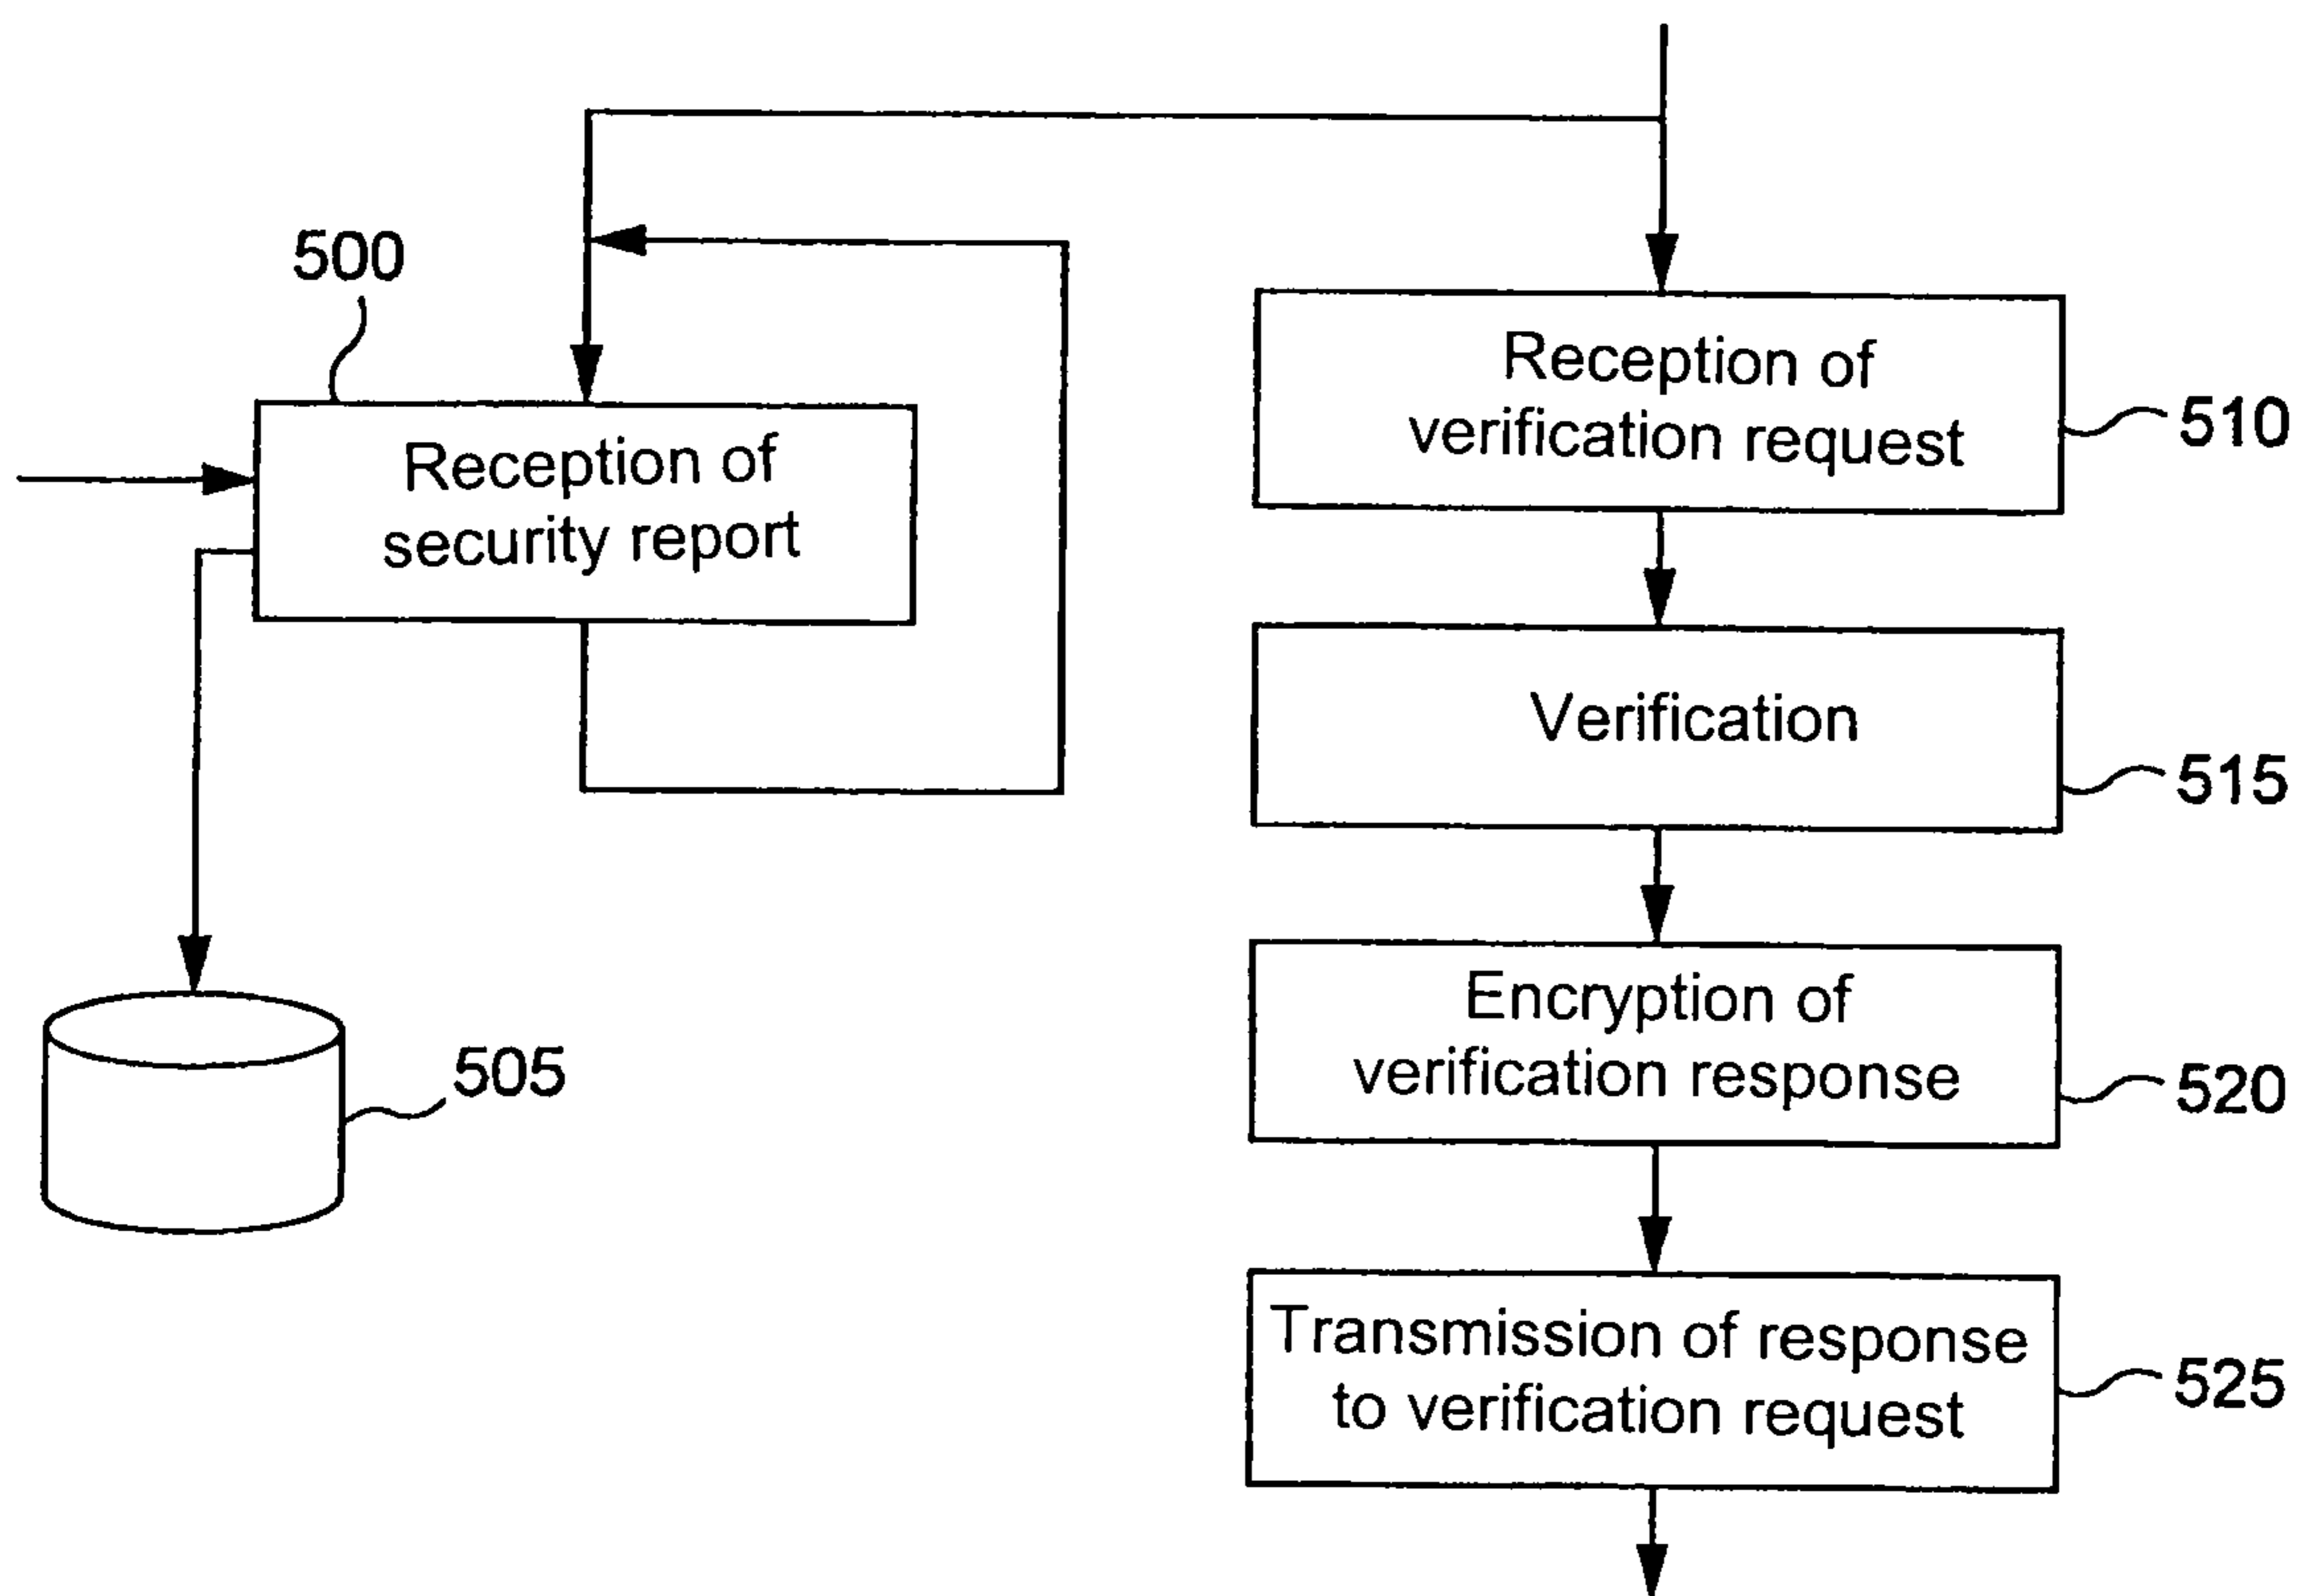 500
Reception of
security report
505
Reception of
verification request
510
Verification
515
Encryption of
verification response
520
Transmission of response
to verification request
525